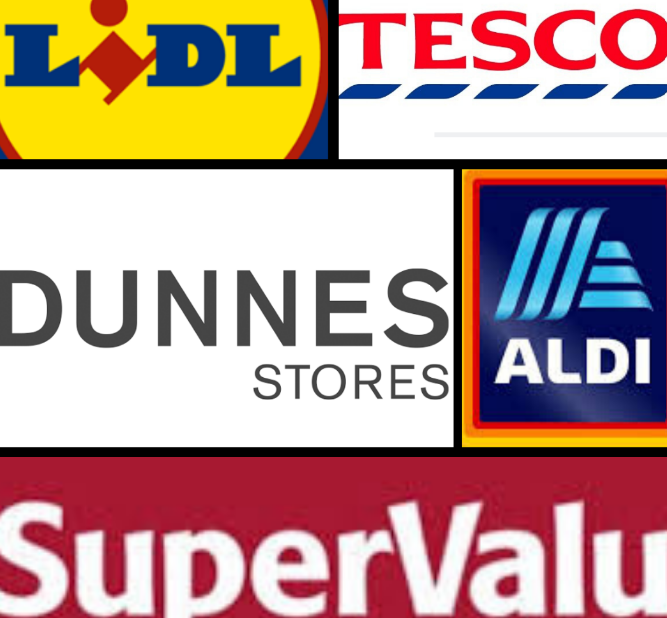 LIDL
TESCO
DUNNES
STORES
ALDI
SuperValu